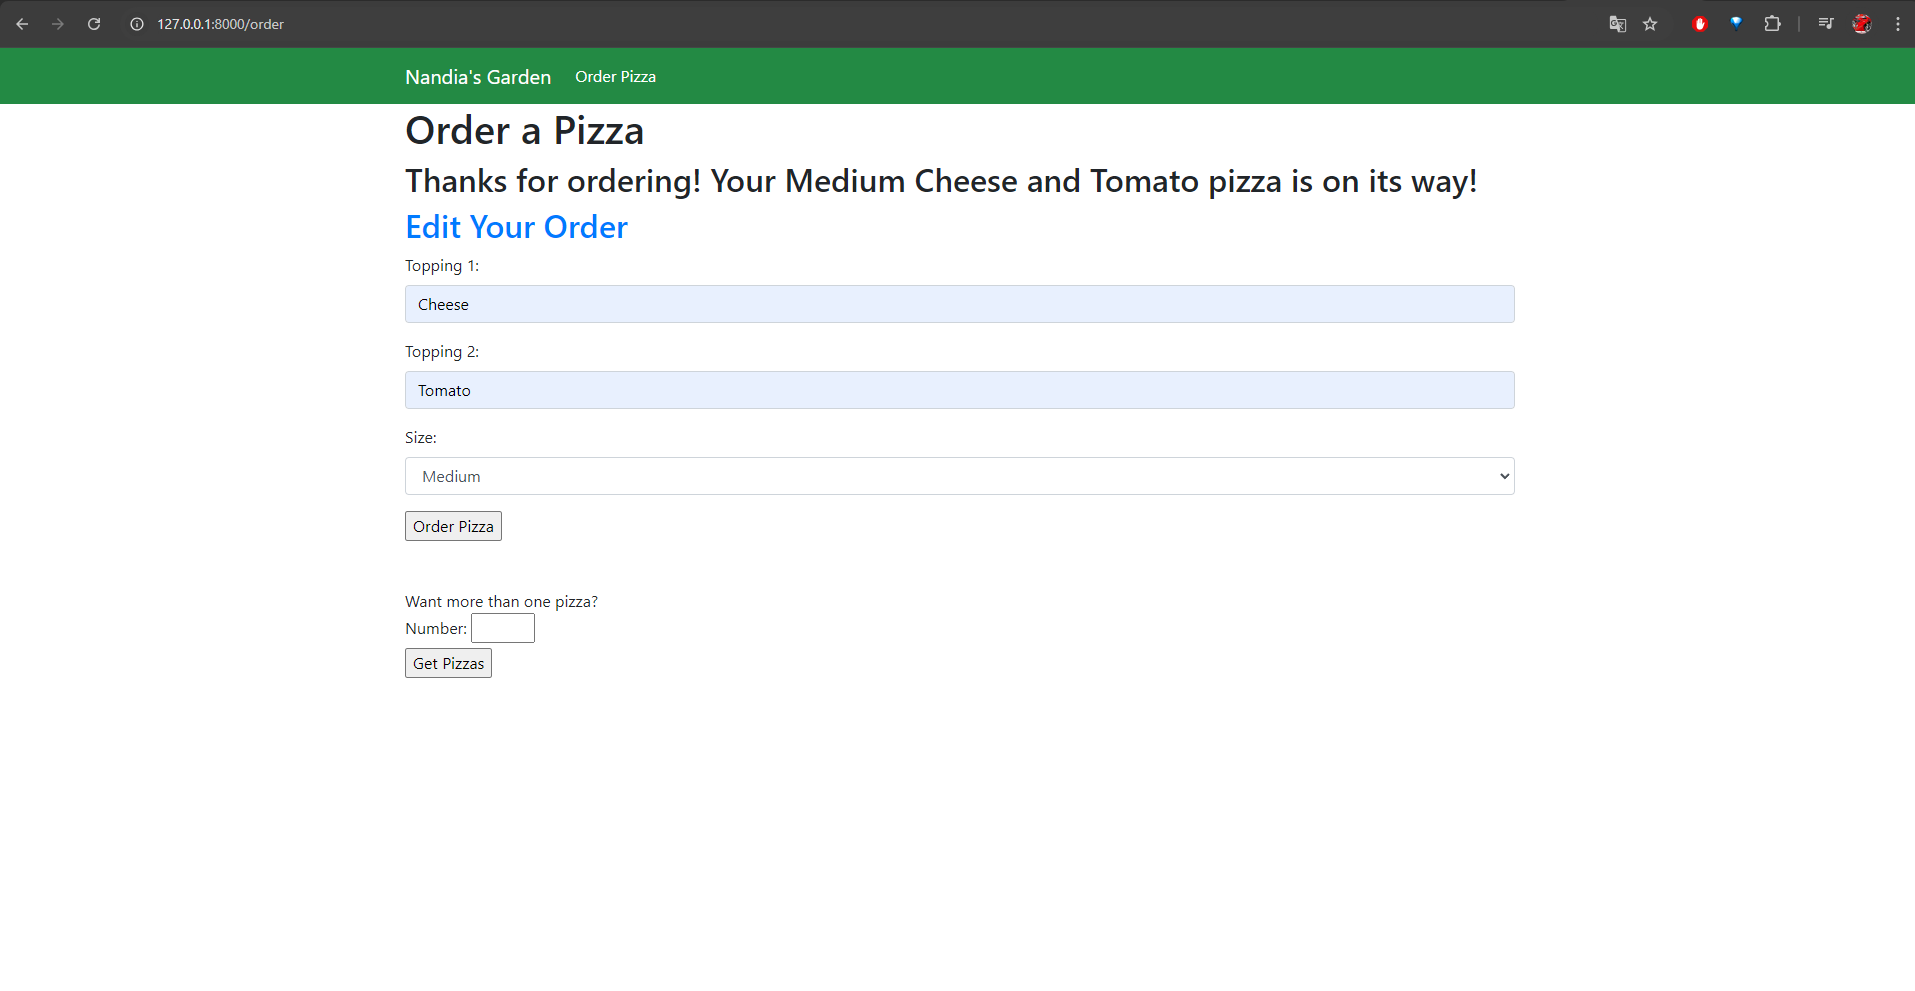 127.0.0.1:8000/order
Nandia's Garden Order Pizza
Order a Pizza
Thanks for ordering! Your Medium Cheese and Tomato pizza is on its way!
Edit Your Order
Topping 1:
Cheese
Topping 2:
Tomato
Size:
Medium
Order Pizza
Want more than one pizza?
Number:
Get Pizzas